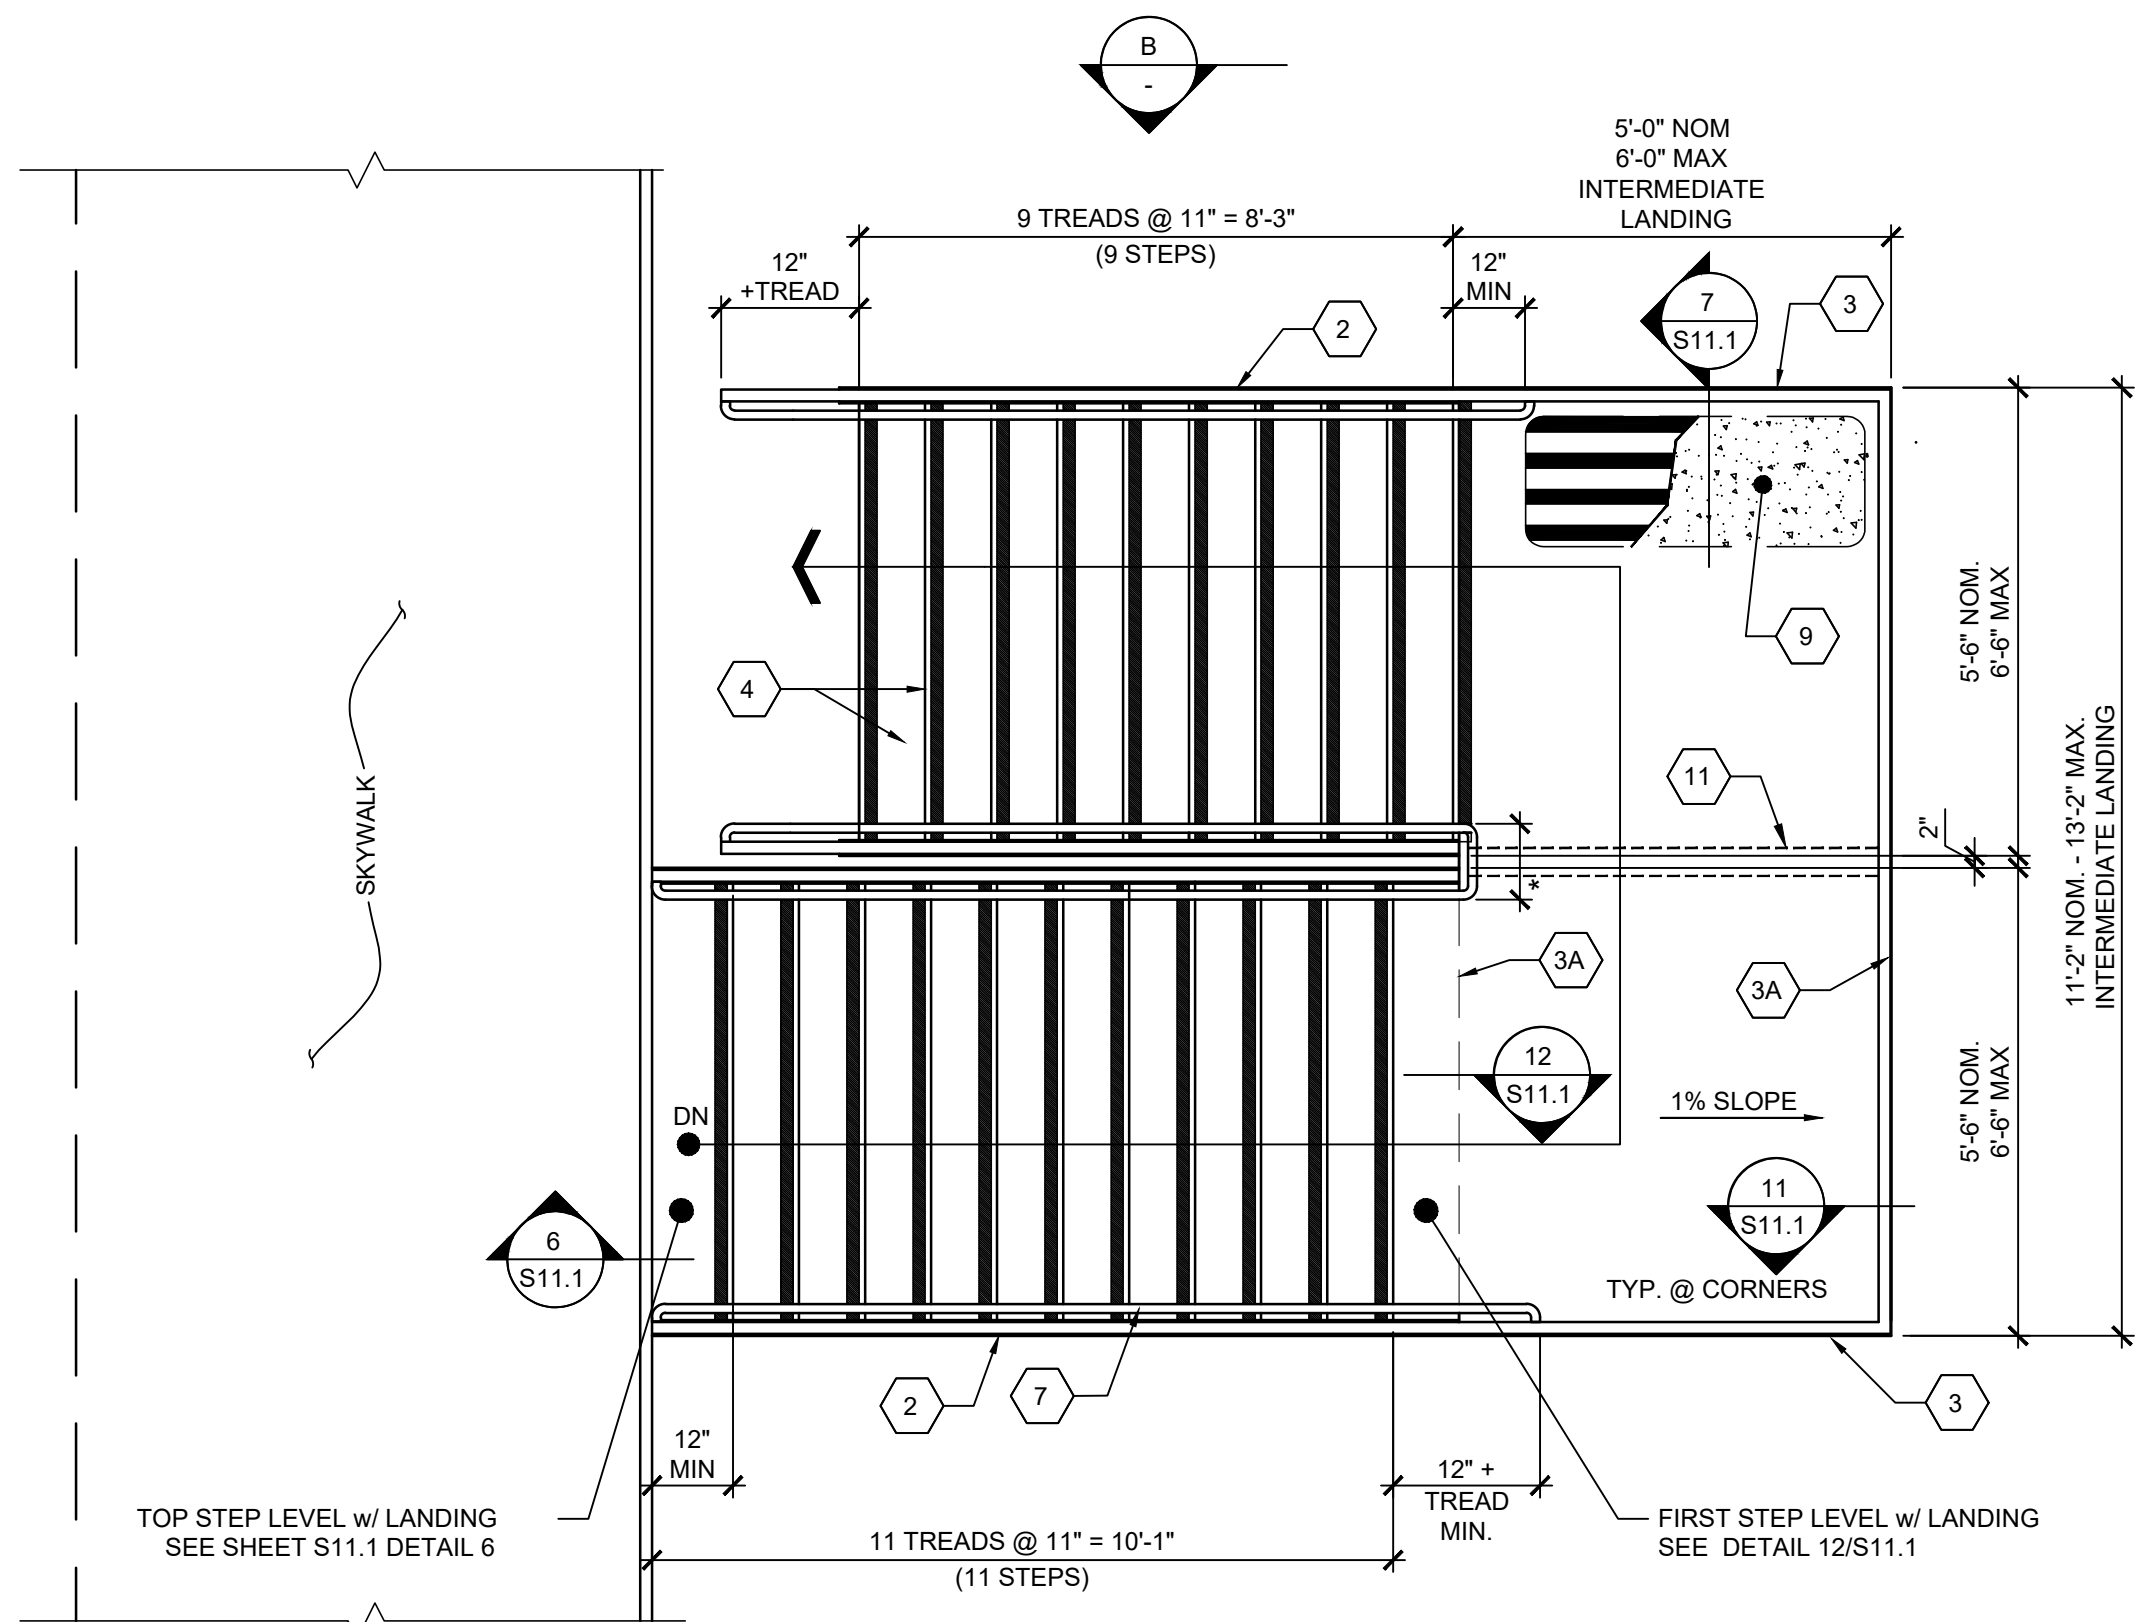 B
-
5'-0" NOM
6'-0" MAX
INTERMEDIATE
LANDING
9 TREADS @ 11" = 8'-3"
(9 STEPS)
12"
+TREAD
12"
MIN
2
7
S11.1
3
9
5'-6" NOM.
6'-6" MAX
4
11
2"
SKYWALK
*
3A
3A
11'-2" NOM. - 13'-2" MAX.
INTERMEDIATE LANDING
12
S11.1
5'-6" NOM.
6'-6" MAX
1% SLOPE
DN
11
S11.1
6
S11.1
TYP. @ CORNERS
2
7
3
12"
MIN
12" +
TREAD
MIN.
TOP STEP LEVEL w/ LANDING
SEE SHEET S11.1 DETAIL 6
FIRST STEP LEVEL w/ LANDING
SEE DETAIL 12/S11.1
11 TREADS @ 11" = 10'-1"
(11 STEPS)